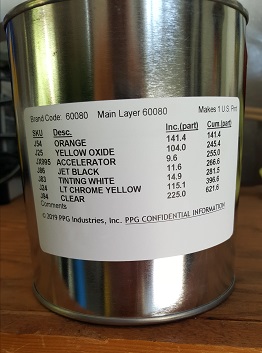 Brand Code: 60080 Main Layer 60080 Makes 1 U.S. Pint
SKU Desc. Inc.(part) Cum.(part)
J54 ORANGE 141.4 141.4
J25 YELLOW OXIDE 104.0 245.4
JX895 ACCELERATOR 9.6 255.0
J86 JET BLACK 11.6 266.6
J83 TINTING WHITE 14.9 281.5
J24 LT CHROME YELLOW 115.1 396.6
J84 CLEAR 225.0 621.6
Comments
© 2019 PPG Industries, Inc. PPG CONFIDENTIAL INFORMATION